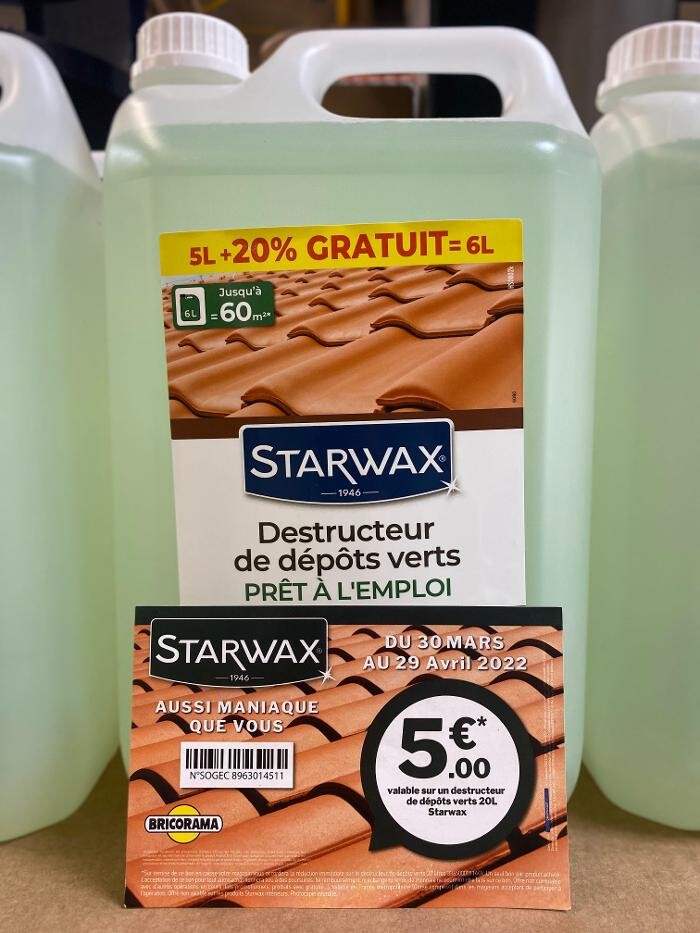 5L +20% GRATUIT= 6L
Jusqu'à
6 L
=60m²*
STARWAX®
1946
Destructeur
de dépôts verts
PRÊT À L'EMPLOI
STARWAX®
1946
DU 30 MARS
AU 29 Avril 2022
AUSSI MANIAQUE
QUE VOUS
5€*
.00
N°SOGEC 8963014511
valable sur un destructeur
de dépôts verts 20L
Starwax
BRICORAMA